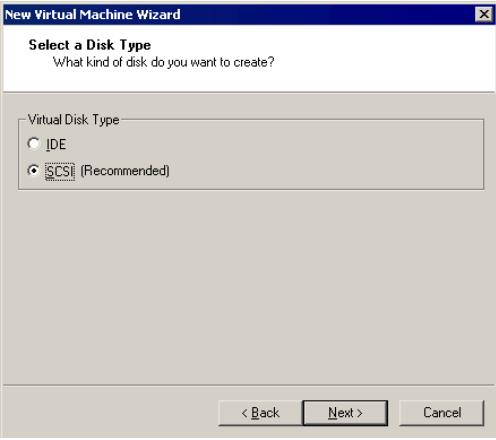 New Virtual Machine Wizard
Select a Disk Type
What kind of disk do you want to create?
Virtual Disk Type
IDE
SCSI (Recommended)
< Back Next > Cancel